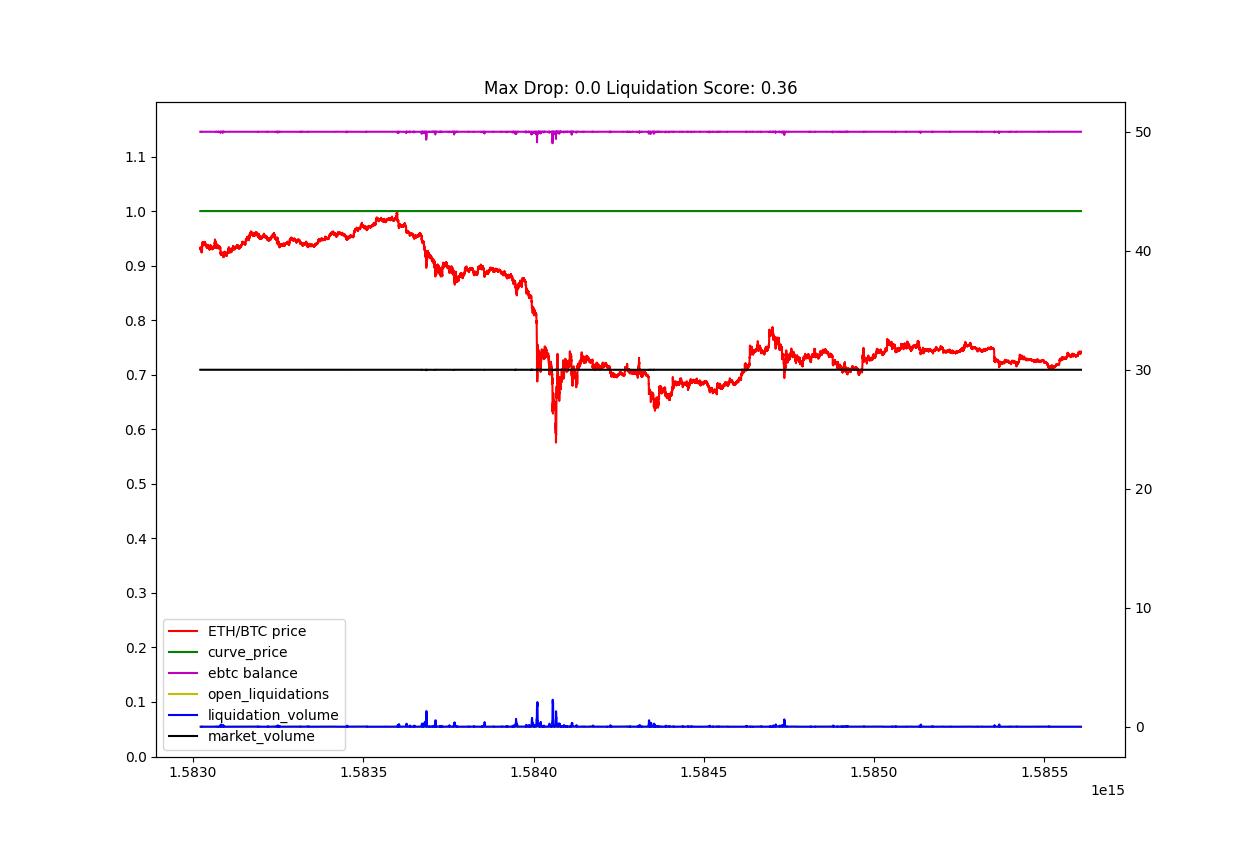 Max Drop: 0.0 Liquidation Score: 0.36
1.1
1.0
0.9
0.8
0.7
0.6
0.5
0.4
0.3
0.2
0.1
0.0
50
40
30
20
10
0
ETH/BTC price
curve_price
ebtc balance
open_liquidations
liquidation_volume
market_volume
1.5830 1.5835 1.5840 1.5845 1.5850 1.5855
1e15